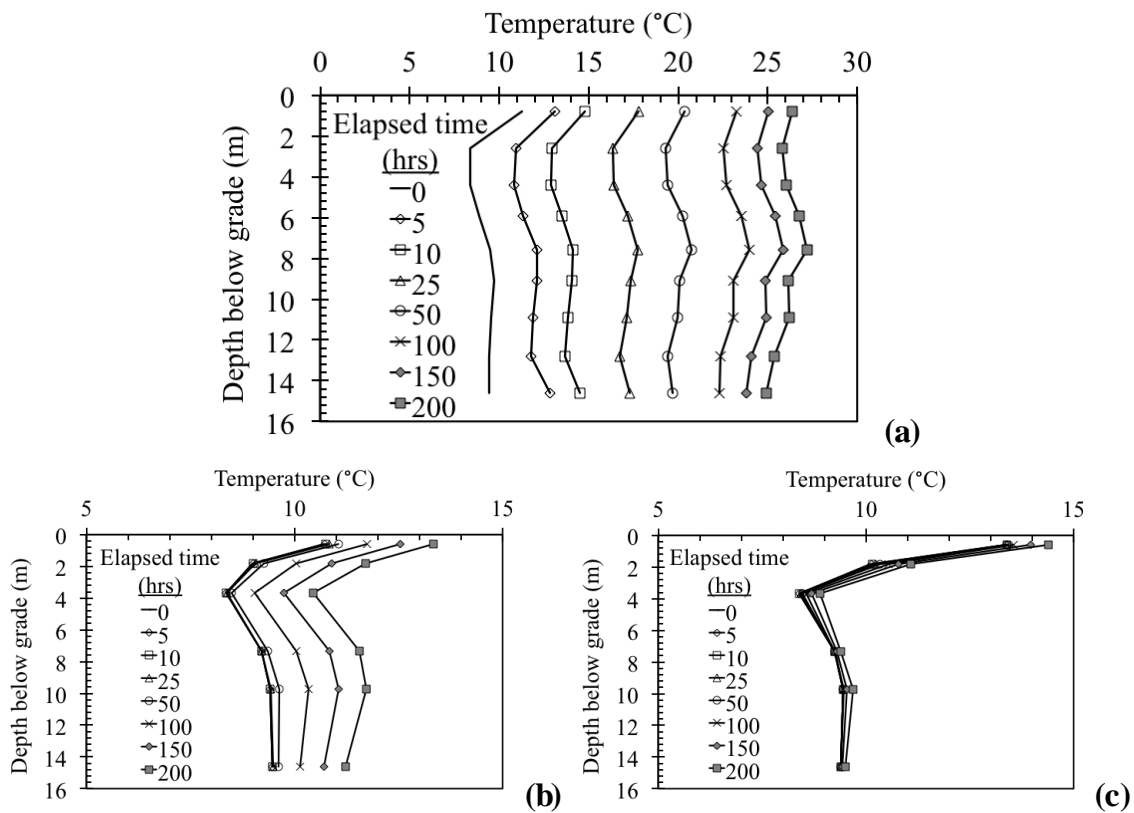 Temperature (°C)
0 5 10 15 20 25 30
Depth below grade (m)
0
2
4
6
8
10
12
14
16
Elapsed time
(hrs)
0
5
10
25
50
100
150
200
(a)
Temperature (°C)
5 10 15
Depth below grade (m)
0
2
4
6
8
10
12
14
16
Elapsed time
(hrs)
0
5
10
25
50
100
150
200
(b)
Temperature (°C)
5 10 15
Depth below grade (m)
0
2
4
6
8
10
12
14
16
Elapsed time
(hrs)
0
5
10
25
50
100
150
200
(c)